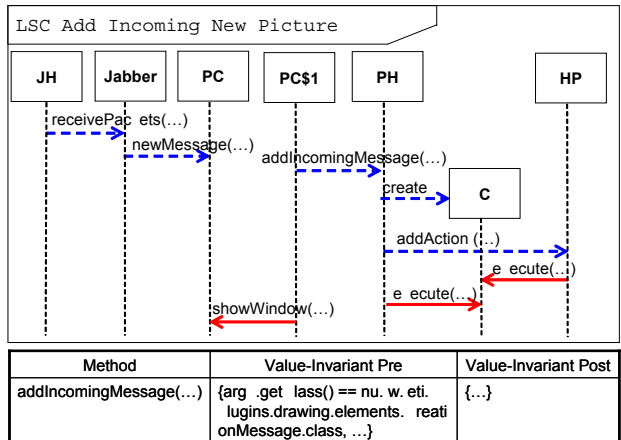 LSC Add Incoming New Picture
JH Jabber PC PC$1 PH HP
receivePac ets(…)
newMessage(…)
addIncomingMessage(…)
create
C
addAction (…)
e ecute(…)
e ecute(…)
showWindow(…)
Method Value-Invariant Pre Value-Invariant Post
addIncomingMessage(…) {arg .get lass() == nu. w. eti. {…}
lugins.drawing.elements. reati
onMessage.class, …}